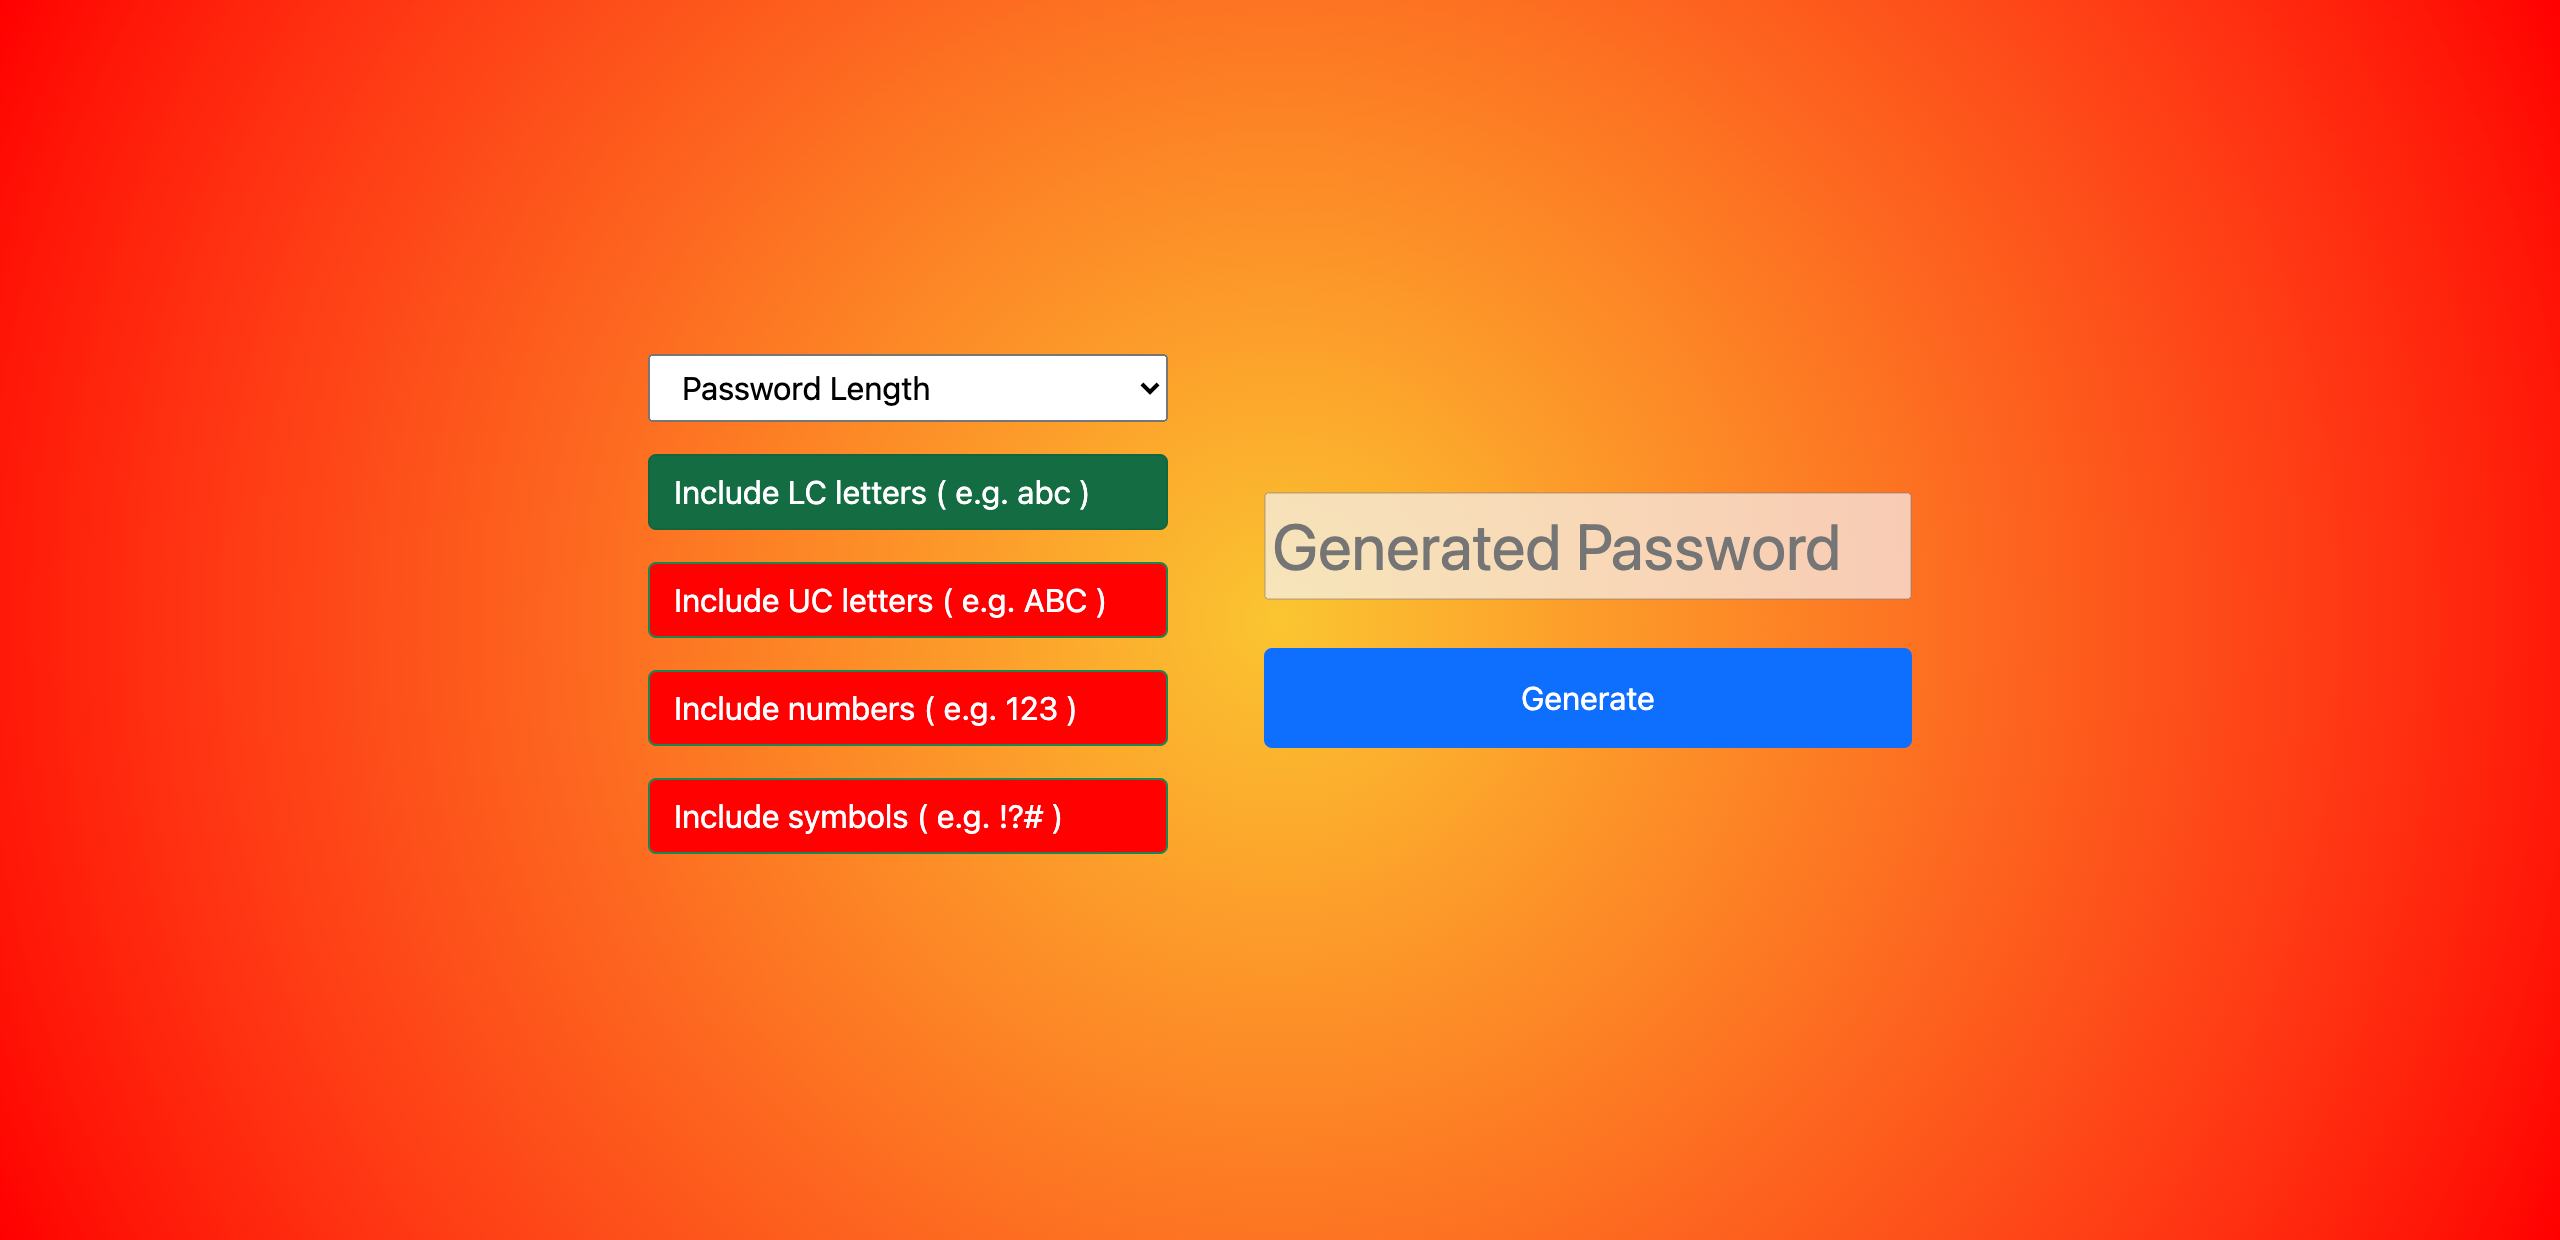 Password Length
Include LC letters ( e.g. abc )
Include UC letters ( e.g. ABC )
Include numbers ( e.g. 123 )
Include symbols ( e.g. !?# )
Generated Password
Generate